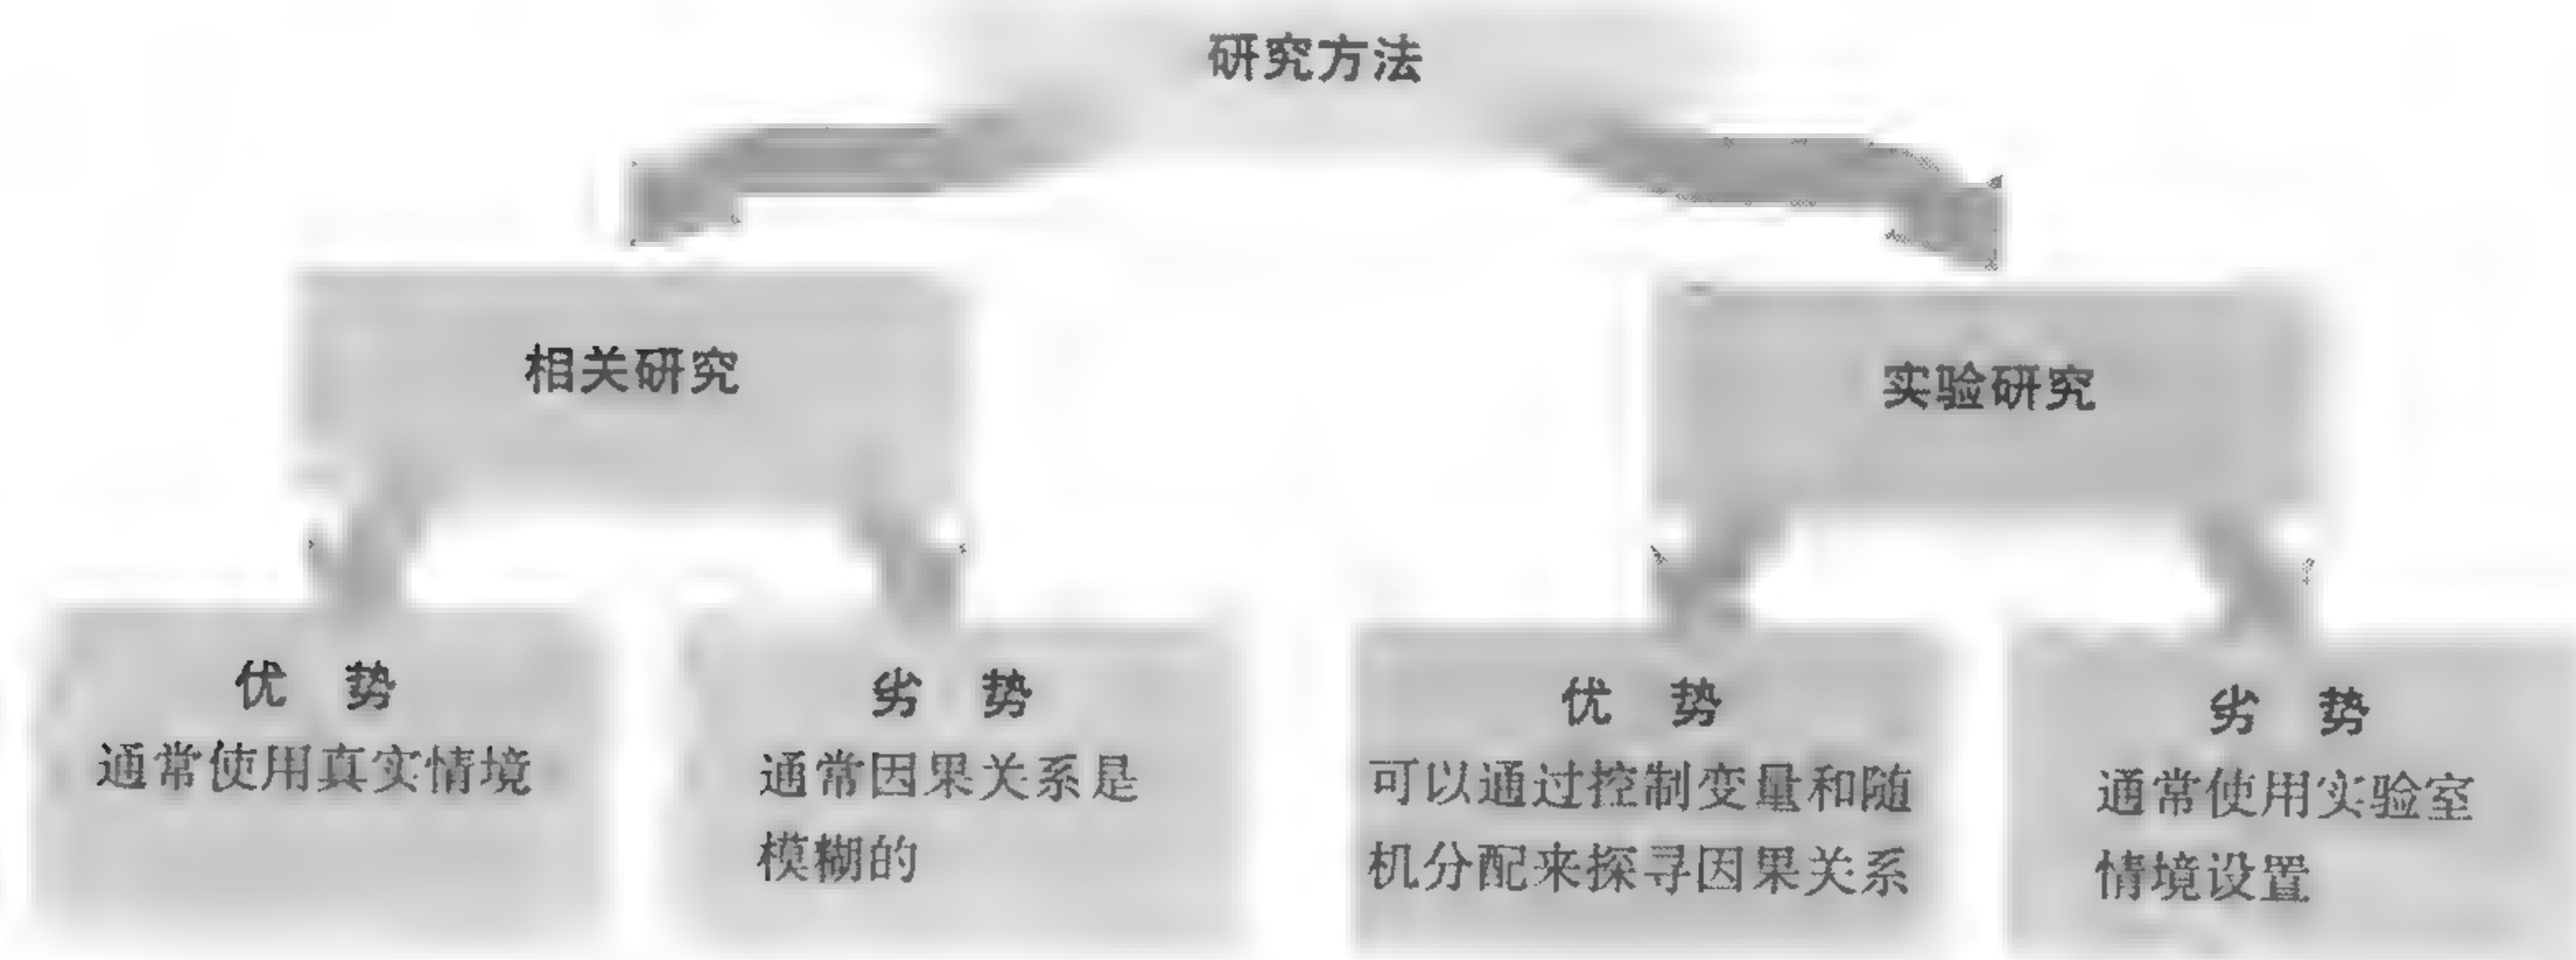 研究方法
相关研究
实验研究
优 势
通常使用真实情境
劣 势
通常因果关系是
模糊的
优 势
可以通过控制变量和随
机分配来探寻因果关系
劣 势
通常使用实验室
情境设置